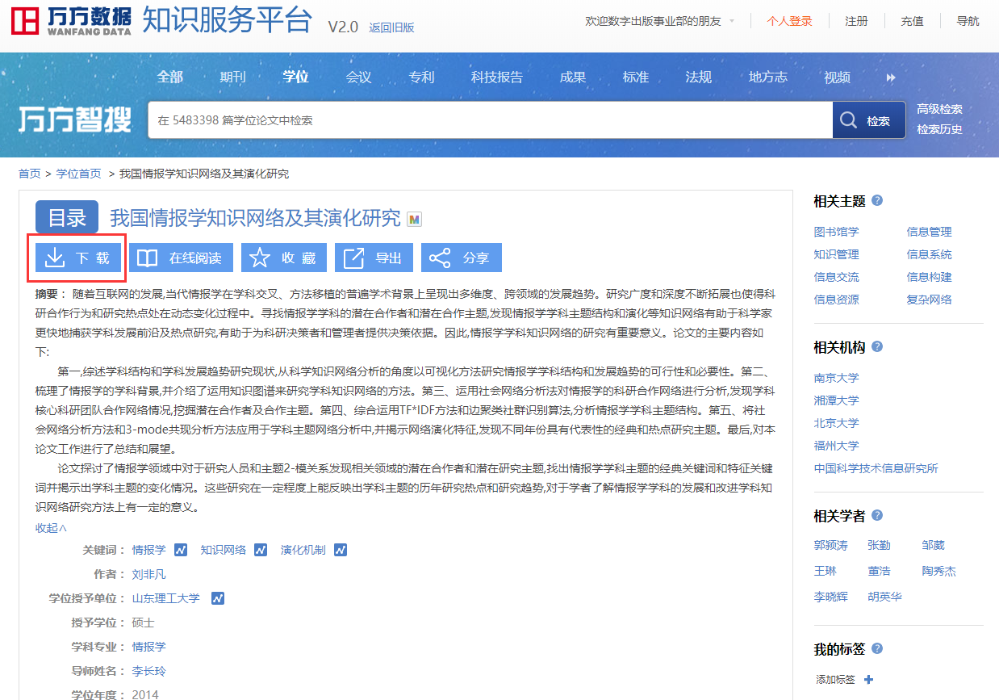 万方数据
WANFANG DATA
知识服务平台 V2.0 返回旧版
欢迎数字出版事业部的朋友 个人登录 注册 充值 导航
全部 期刊 学位 会议 专利 科技报告 成果 标准 法规 地方志 视频
万方智搜 在 5483398 篇学位论文中检索 检索
高级检索
检索历史
首页 > 学位首页 > 我国情报学知识网络及其演化研究
目录 我国情报学知识网络及其演化研究 M
下 载 在线阅读 收 藏 导出 分享
摘要： 随着互联网的发展,当代情报学在学科交叉、方法移植的普遍学术背景上呈现出多维度、跨领域的发展趋势。研究广度和深度不断拓展也使得科
研合作行为和研究热点处在动态变化过程中。寻找情报学学科的潜在合作者和潜在合作主题,发现情报学学科主题结构和演化等知识网络有助于科学家
更快地捕获学科发展前沿及热点研究,有助于为科研决策者和管理者提供决策依据。因此,情报学学科知识网络的研究有重要意义。论文的主要内容如
下:
第一,综述学科结构和学科发展趋势研究现状,从科学知识网络分析的角度以可视化方法研究情报学学科结构和发展趋势的可行性和必要性。第二、
梳理了情报学的学科背景,并介绍了运用知识图谱来研究学科知识网络的方法。第三、运用社会网络分析法对情报学的科研合作网络进行分析,发现学科
核心科研团队合作网络情况,挖掘潜在合作者及合作主题。第四、综合运用TF*IDF方法和边聚类社群识别算法,分析情报学学科主题结构。第五、将社
会网络分析方法和3-mode共现分析方法应用于学科主题网络分析中,并揭示网络演化特征,发现不同年份具有代表性的经典和热点研究主题。最后,对本
论文工作进行了总结和展望。
论文探讨了情报学领域中对于研究人员和主题2-模关系发现相关领域的潜在合作者和潜在研究主题,找出情报学学科主题的经典关键词和特征关键
词并揭示出学科主题的变化情况。这些研究在一定程度上能反映出学科主题的历年研究热点和研究趋势,对于学者了解情报学学科的发展和改进学科知
识网络研究方法上有一定的意义。
收起∧
关键词： 情报学 知识网络 演化机制
作者： 刘非凡
学位授予单位： 山东理工大学
授予学位： 硕士
学科专业： 情报学
导师姓名： 李长玲
学位年度： 2014
相关主题 ?
图书馆学 信息管理
知识管理 信息系统
信息交流 信息构建
信息资源 复杂网络
相关机构 ?
南京大学
湘潭大学
北京大学
福州大学
中国科学技术信息研究所
相关学者 ?
郭颍涛 张勤 邹葳
王琳 董浩 陶秀杰
李晓辉 胡英华
我的标签 ?
添加标签